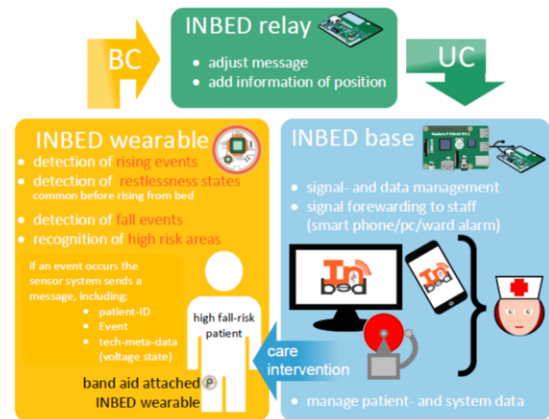 INBED relay
• adjust message
• add information of position
BC
UC
INBED wearable
• detection of rising events
• detection of restlessness states
common before rising from bed
• detection of fall events
• recognition of high risk areas
if an event occurs the
sensor system sends a
message, including:
• patient-ID
• Event
• tech-meta-data
(voltage state)
high fall-risk
patient
band aid attached
INBED wearable
INBED base
• signal- and data management
• signal forewarding to staff
(smart phone/pc/ward alarm)
In
bed
In
bed
care
intervention
• manage patient- and system data